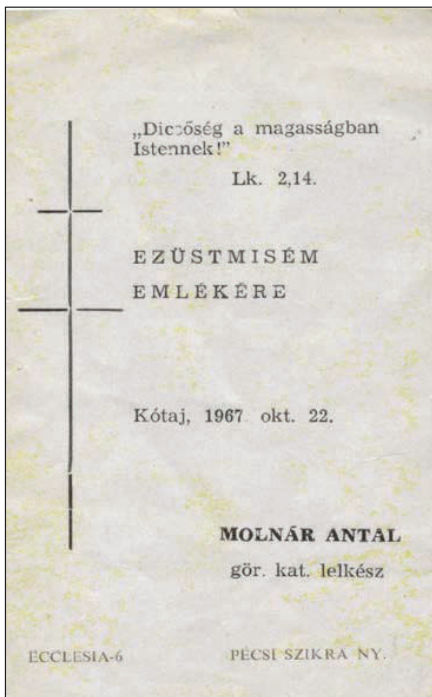 „Dicsőség a magasságban
Istennek!”
Lk. 2,14.
EZÜSTMISÉM
EMLÉKÉRE
Kótaj, 1967 okt. 22.
MOLNÁR ANTAL
gör. kat. lelkész
ECCLESIA-6 PÉCSI SZIKRA NY.